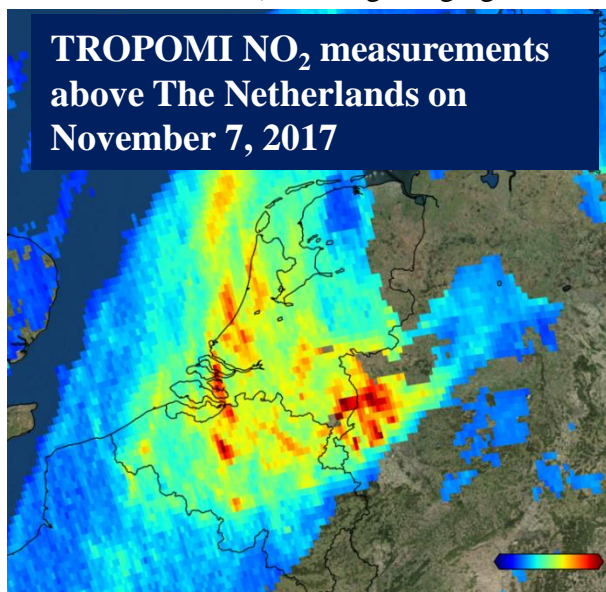 TROPOMI NO₂ measurements
above The Netherlands on
November 7, 2017